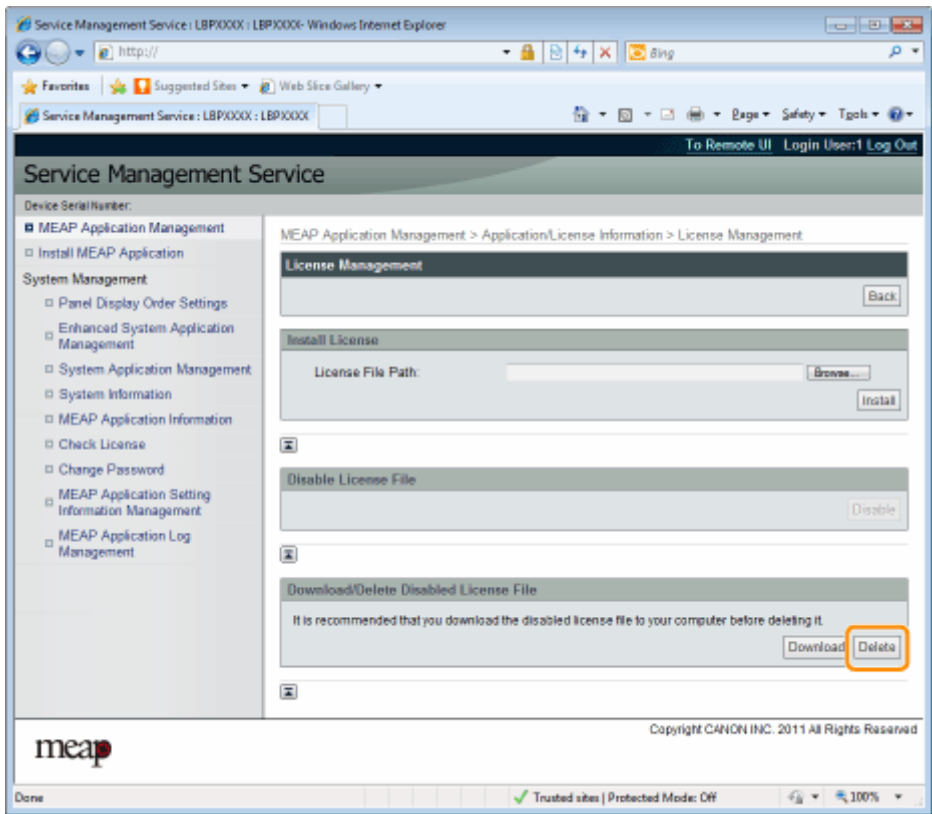 Service Management Service : LBPXXXX : LBPXXXX- Windows Internet Explorer
http://
Bing
Favorites Suggested Sites Web Slice Gallery
Service Management Service : LBPXXXX : LBPXXXX
Page Safety Tools
To Remote UI Login User:1 Log Out
Service Management Service
Device Serial Number:
MEAP Application Management
Install MEAP Application
System Management
Panel Display Order Settings
Enhanced System Application
Management
System Application Management
System Information
MEAP Application Information
Check License
Change Password
MEAP Application Setting
Information Management
MEAP Application Log
Management
MEAP Application Management > Application/License Information > License Management
License Management
Back
Install License
License File Path:
Browse...
Install
Disable License File
Disable
Download/Delete Disabled License File
It is recommended that you download the disabled license file to your computer before deleting it.
Download Delete
meap
Copyright CANON INC. 2011 All Rights Reserved
Done
Trusted sites | Protected Mode: Off
100%